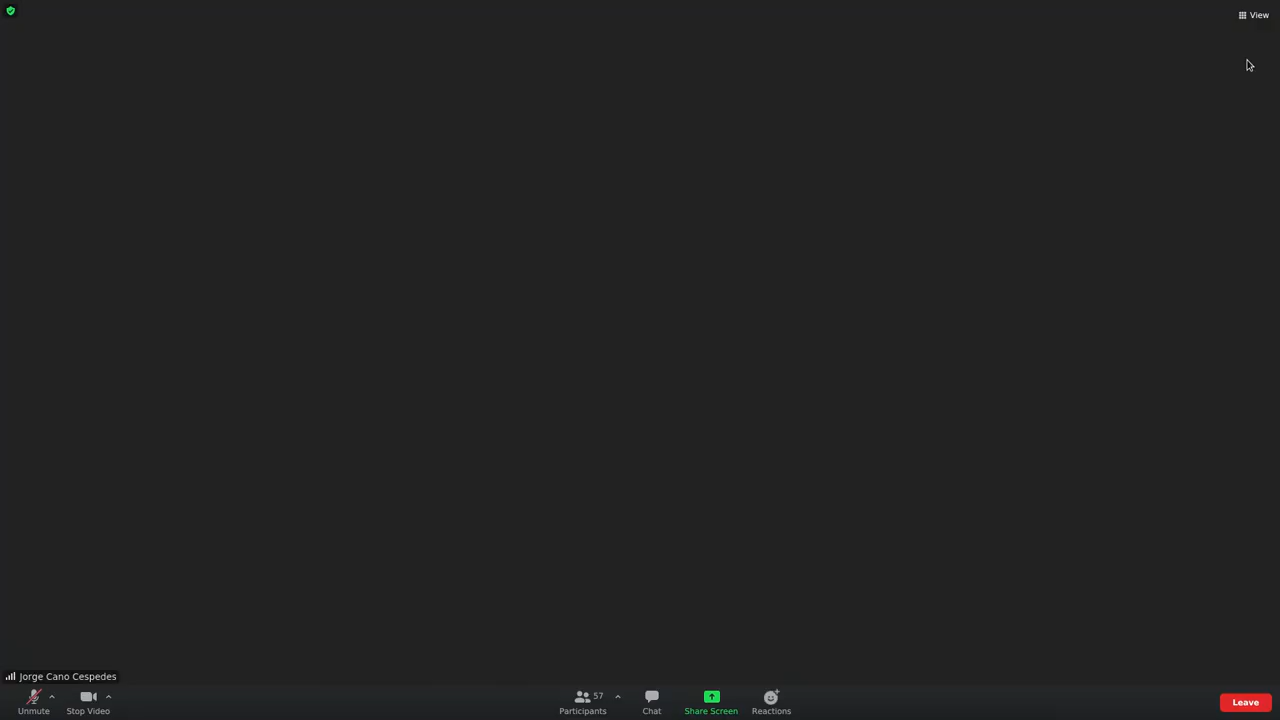 View
Jorge Cano Cespedes
Unmute
Stop Video
57
Participants
Chat
Share Screen
Reactions
Leave